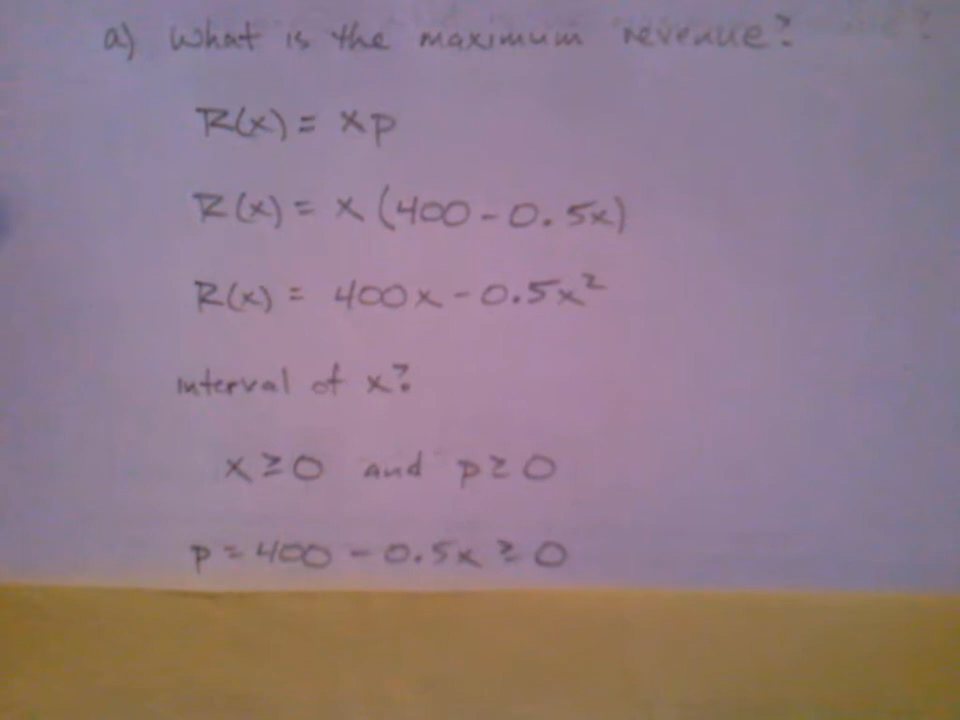 a) What is the maximum revenue?
R(x) = xp
R(x) = x (400 - 0.5x)
R(x) = 400x - 0.5x²
interval of x?
x ≥ 0 and p ≥ 0
p = 400 - 0.5x ≥ 0